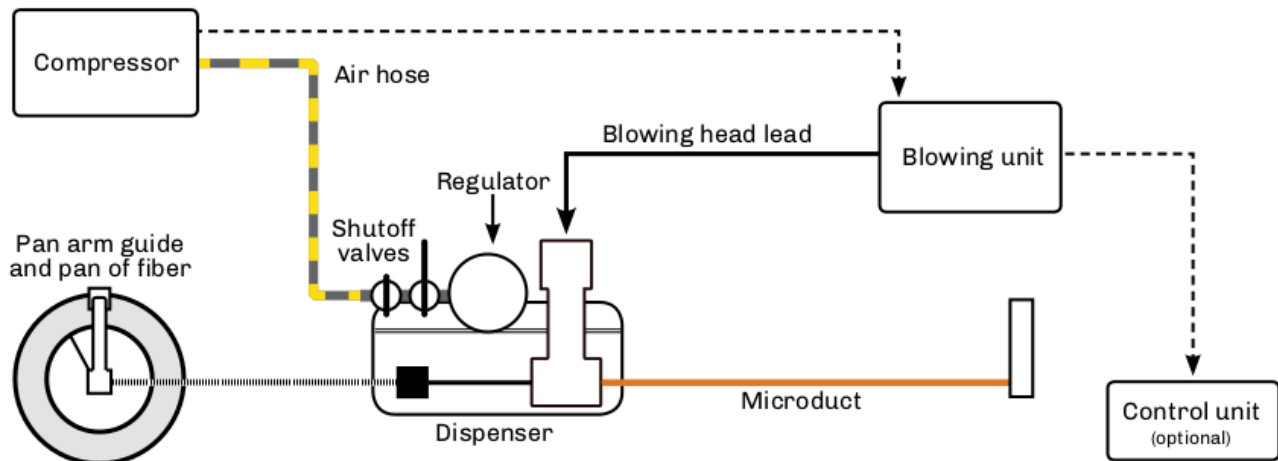 Compressor
Air hose
Blowing head lead
Blowing unit
Regulator
Shutoff
valves
Pan arm guide
and pan of fiber
Microduct
Dispenser
Control unit
(optional)